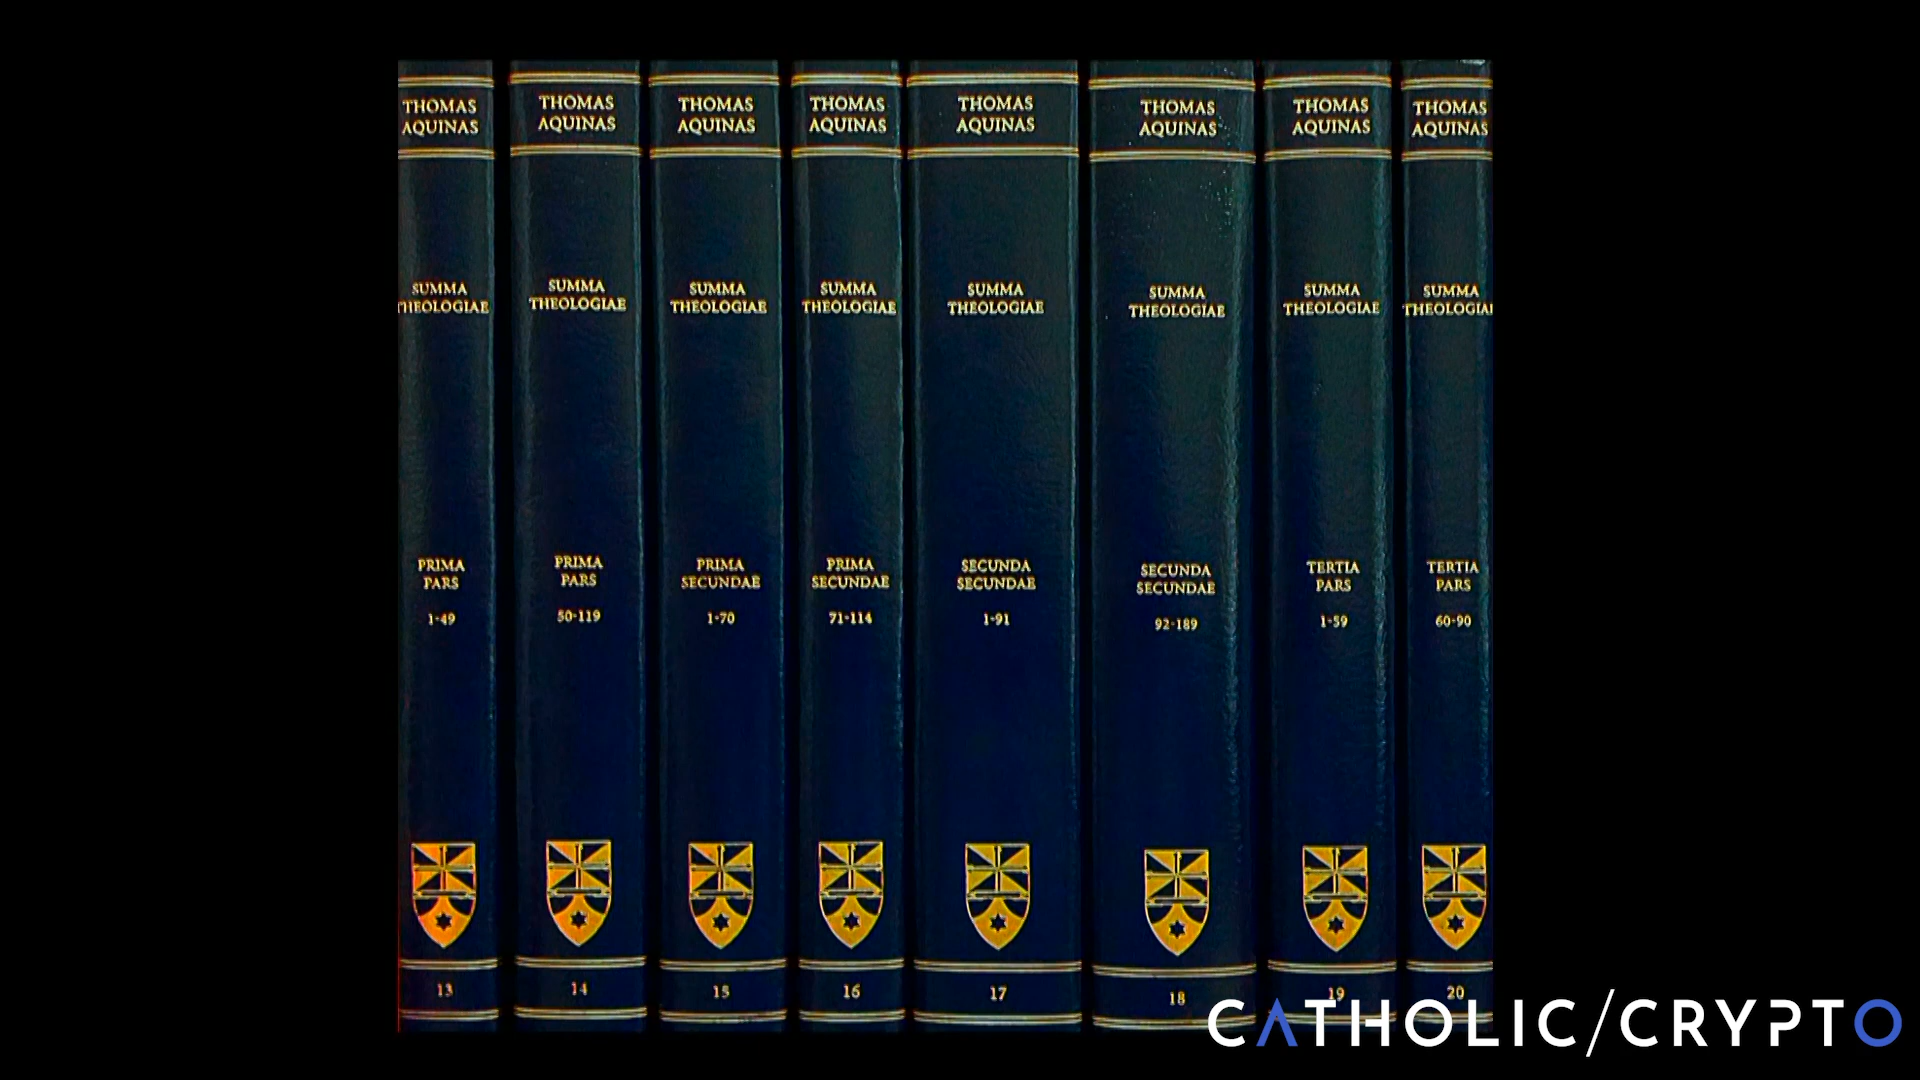 THOMAS
AQUINAS
SUMMA
THEOLOGIAE
PRIMA
PARS
1-49
13
THOMAS
AQUINAS
SUMMA
THEOLOGIAE
PRIMA
PARS
50-119
14
THOMAS
AQUINAS
SUMMA
THEOLOGIAE
PRIMA
SECUNDAE
1-70
15
THOMAS
AQUINAS
SUMMA
THEOLOGIAE
PRIMA
SECUNDAE
71-114
16
THOMAS
AQUINAS
SUMMA
THEOLOGIAE
SECUNDA
SECUNDAE
1-91
17
THOMAS
AQUINAS
SUMMA
THEOLOGIAE
SECUNDA
SECUNDAE
92-189
18
THOMAS
AQUINAS
SUMMA
THEOLOGIAE
TERTIA
PARS
1-59
19
THOMAS
AQUINAS
SUMMA
THEOLOGIAE
TERTIA
PARS
60-90
20
CATHOLIC/CRYPTO